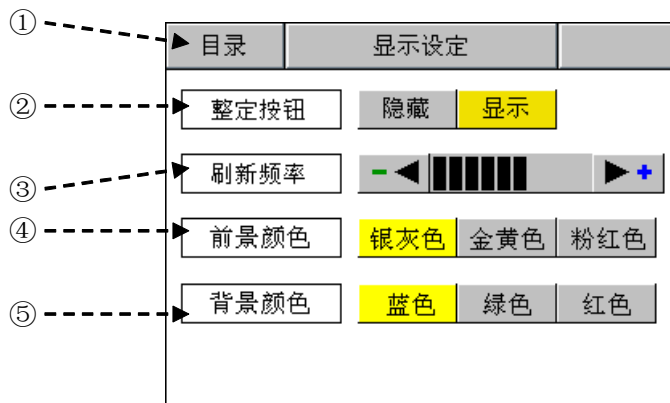 ① 目录 显示设定
② 整定按钮 隐藏 显示
③ 刷新频率 - +
④ 前景颜色 银灰色 金黄色 粉红色
⑤ 背景颜色 蓝色 绿色 红色